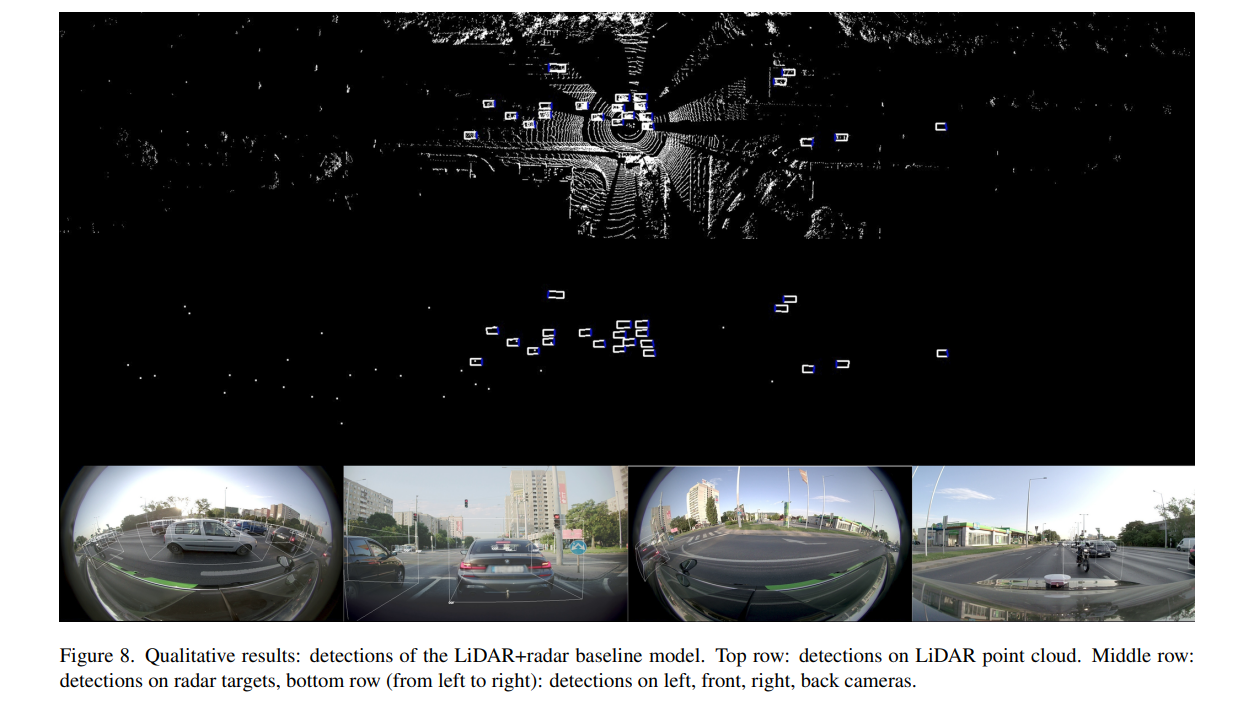 Figure 8. Qualitative results: detections of the LiDAR+radar baseline model. Top row: detections on LiDAR point cloud. Middle row:
detections on radar targets, bottom row (from left to right): detections on left, front, right, back cameras.